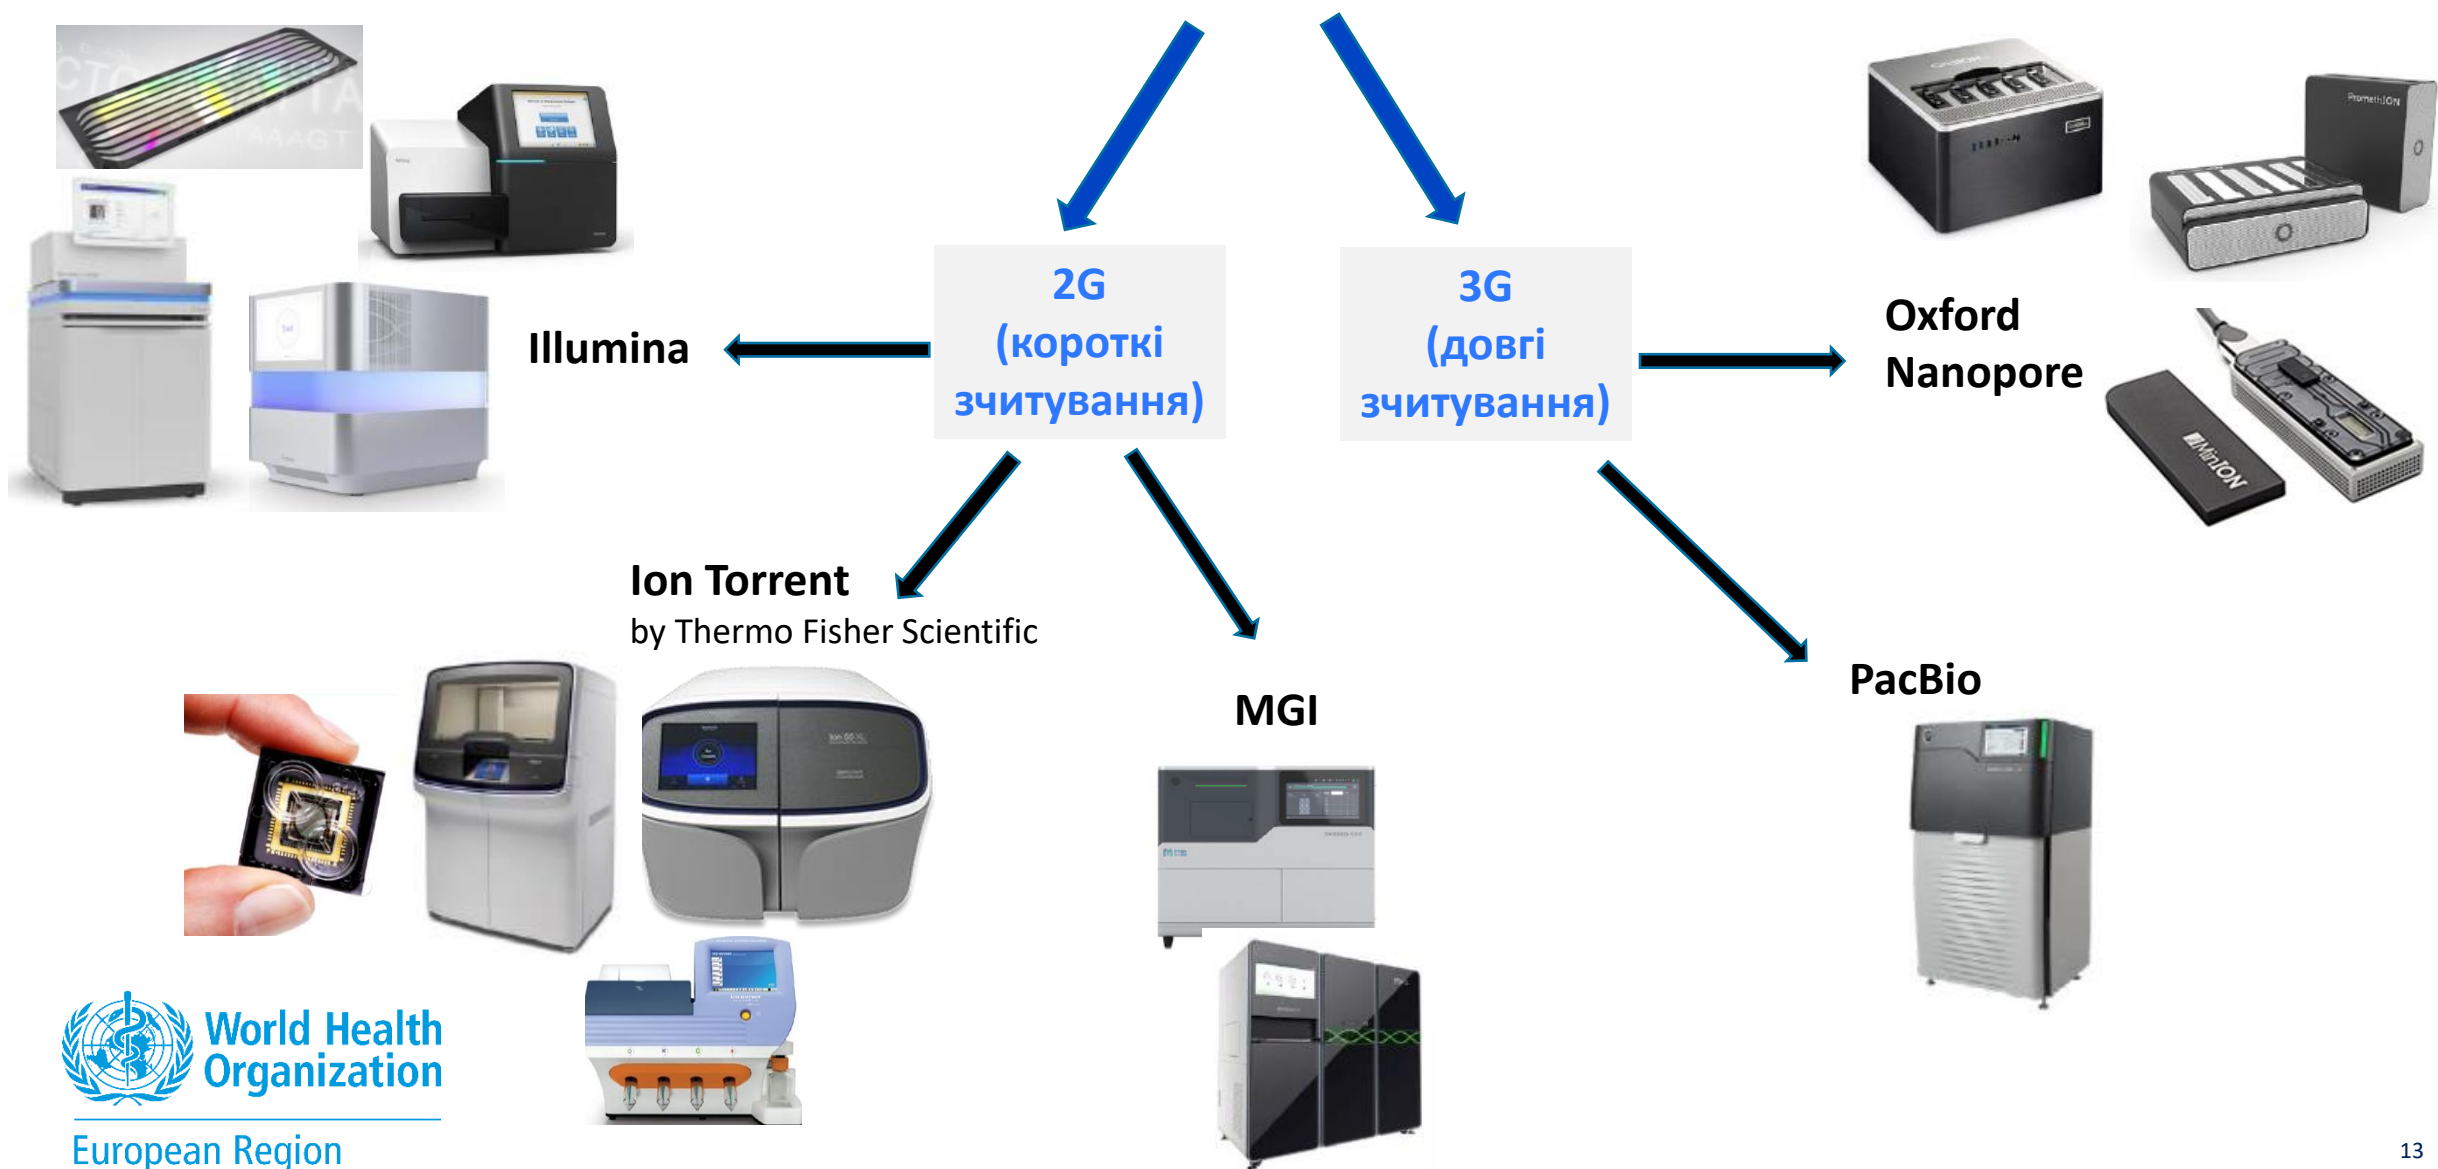 2G
(короткі
зчитування)
3G
(довгі
зчитування)
Illumina
Oxford
Nanopore
PromethION
MinION
Ion Torrent
by Thermo Fisher Scientific
MGI
PacBio
World Health
Organization
European Region
13